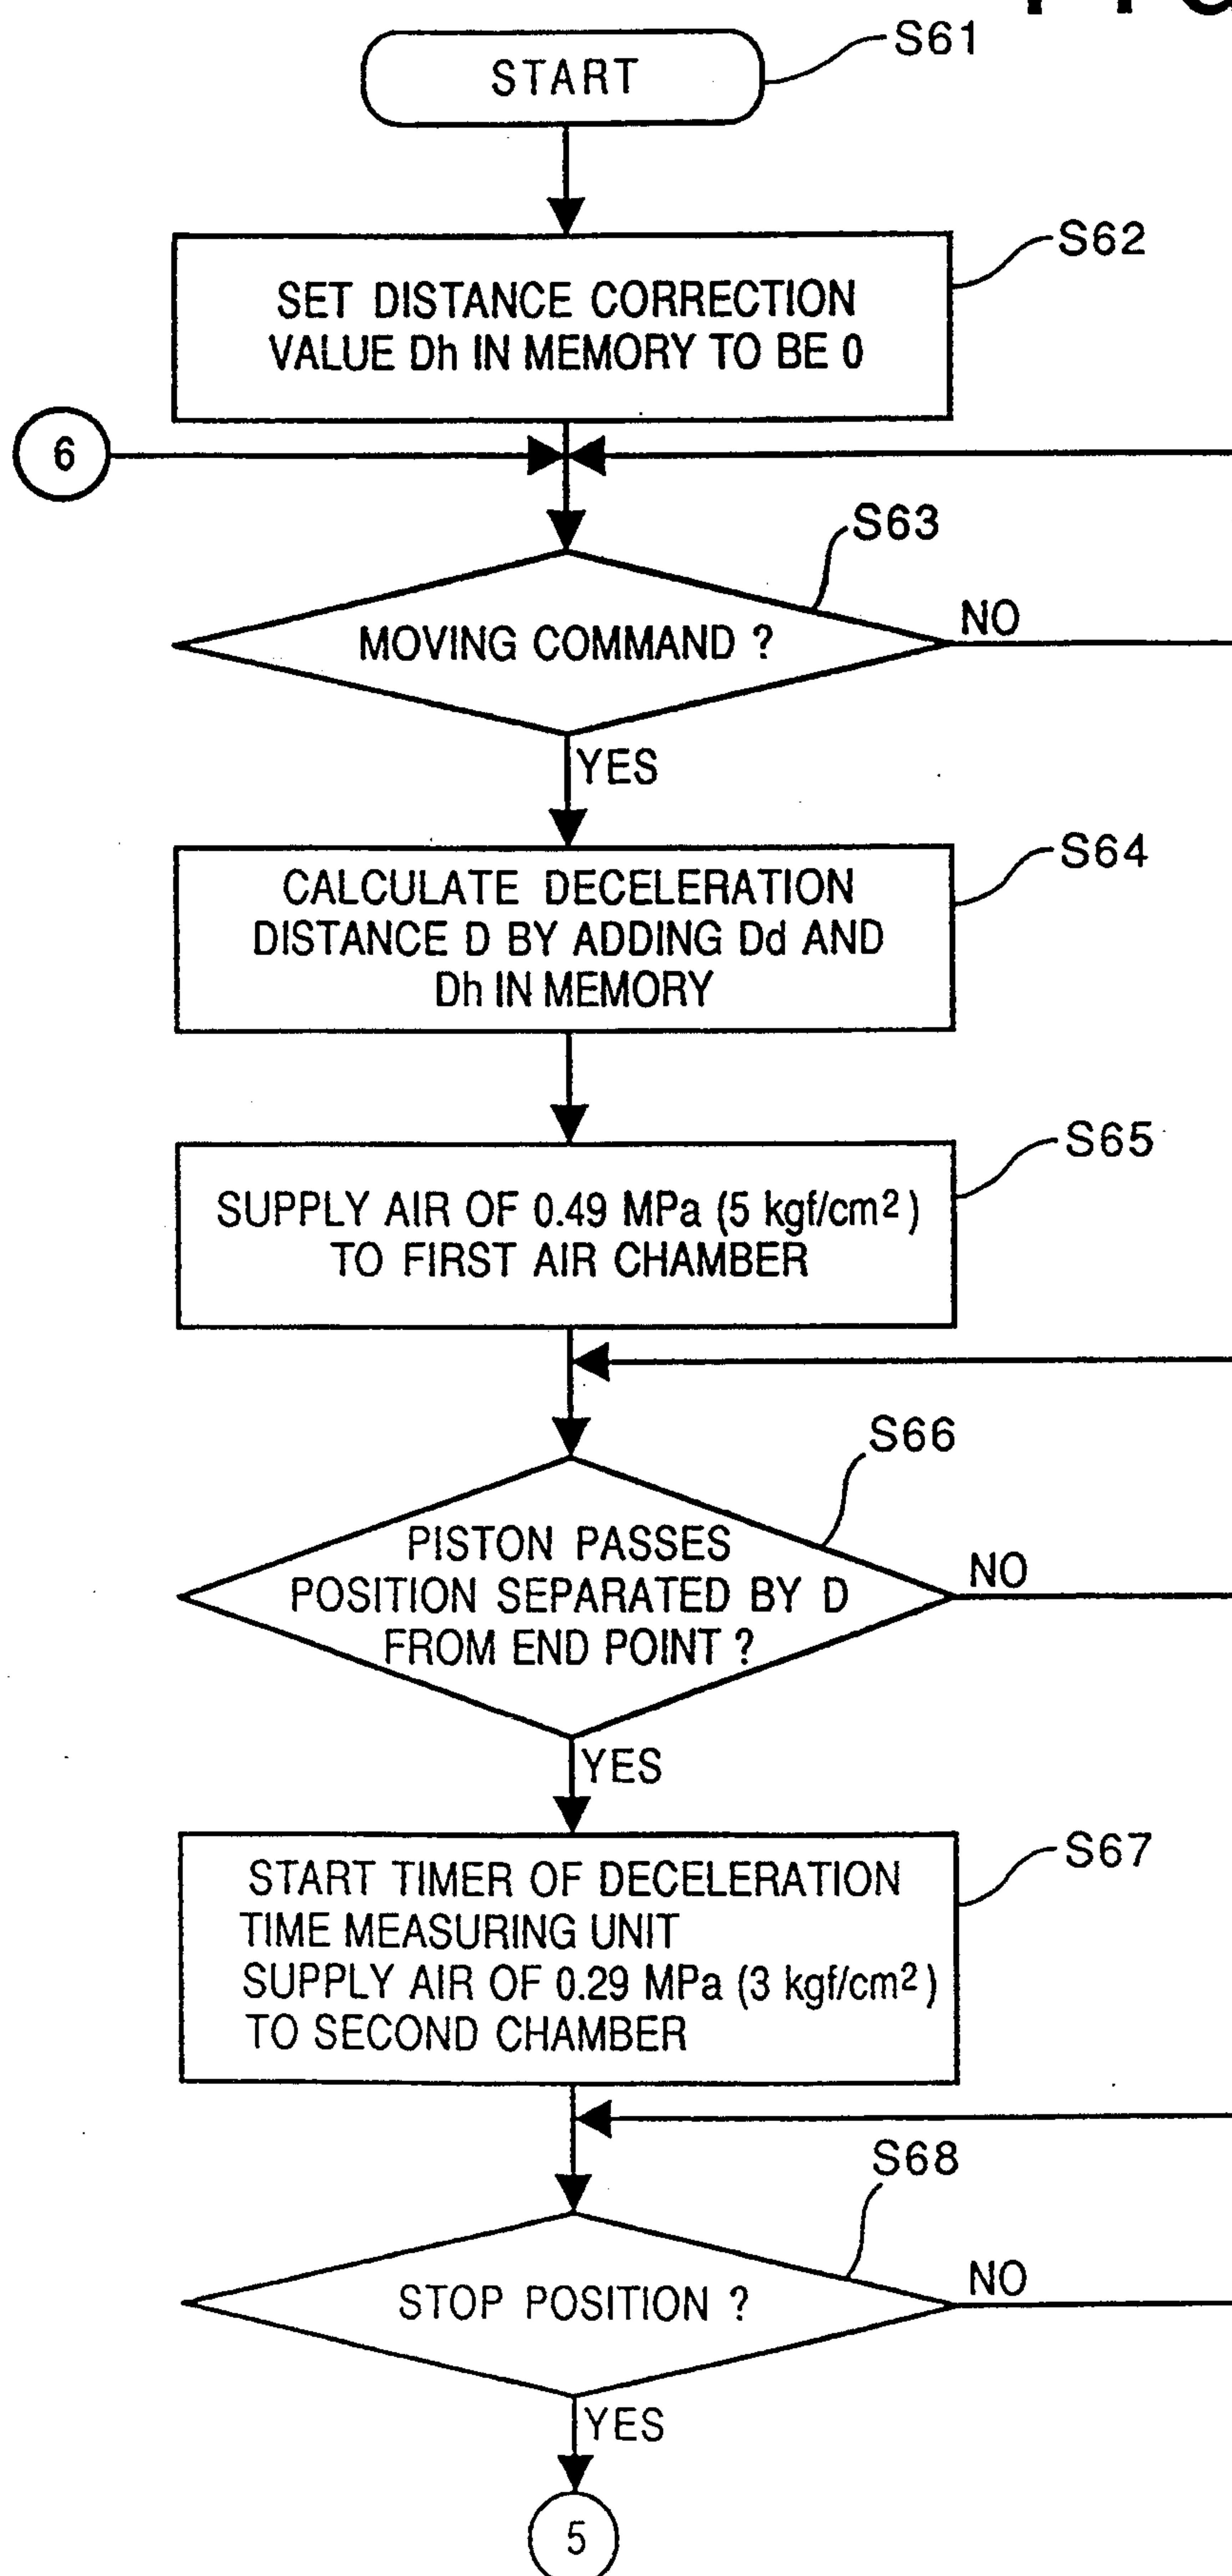 START
S61
S62
SET DISTANCE CORRECTION
VALUE Dh IN MEMORY TO BE 0
6
S63
MOVING COMMAND ?
NO
YES
S64
CALCULATE DECELERATION
DISTANCE D BY ADDING Dd AND
Dh IN MEMORY
S65
SUPPLY AIR OF 0.49 MPa (5 kgf/cm²)
TO FIRST AIR CHAMBER
S66
PISTON PASSES
POSITION SEPARATED BY D
FROM END POINT ?
NO
YES
S67
START TIMER OF DECELERATION
TIME MEASURING UNIT
SUPPLY AIR OF 0.29 MPa (3 kgf/cm²)
TO SECOND CHAMBER
S68
STOP POSITION ?
NO
YES
5